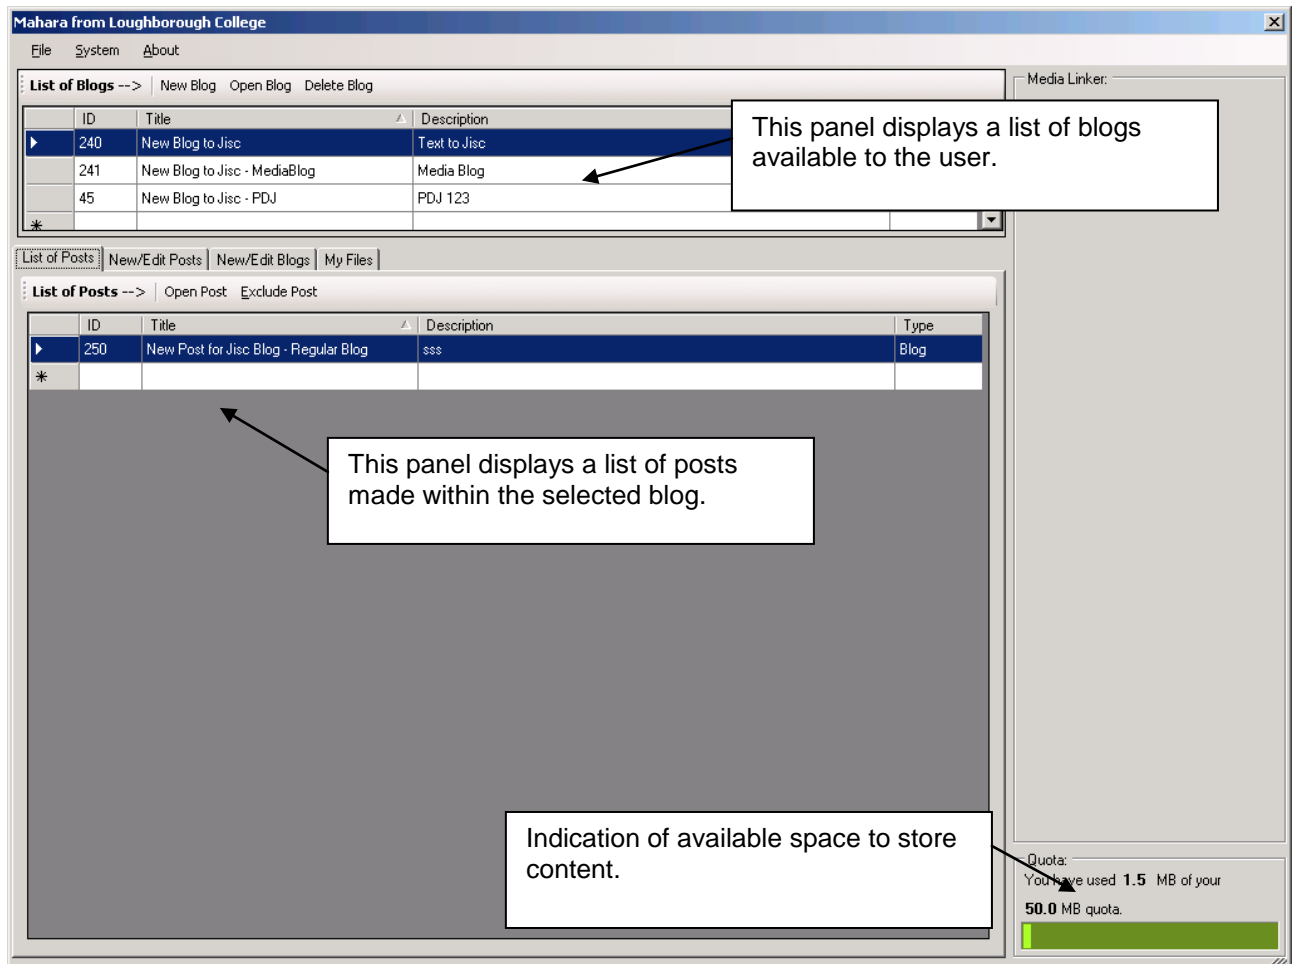 Mahara from Loughborough College
File System About
List of Blogs --> New Blog Open Blog Delete Blog
ID Title Description
240 New Blog to Jisc Text to Jisc
241 New Blog to Jisc - MediaBlog Media Blog
45 New Blog to Jisc - PDJ PDJ 123
*
This panel displays a list of blogs
available to the user.
Media Linker:
List of Posts New/Edit Posts New/Edit Blogs My Files
List of Posts --> Open Post Exclude Post
ID Title Description Type
250 New Post for Jisc Blog - Regular Blog sss Blog
*
This panel displays a list of posts
made within the selected blog.
Indication of available space to store
content.
Quota:
You have used 1.5 MB of your
50.0 MB quota.